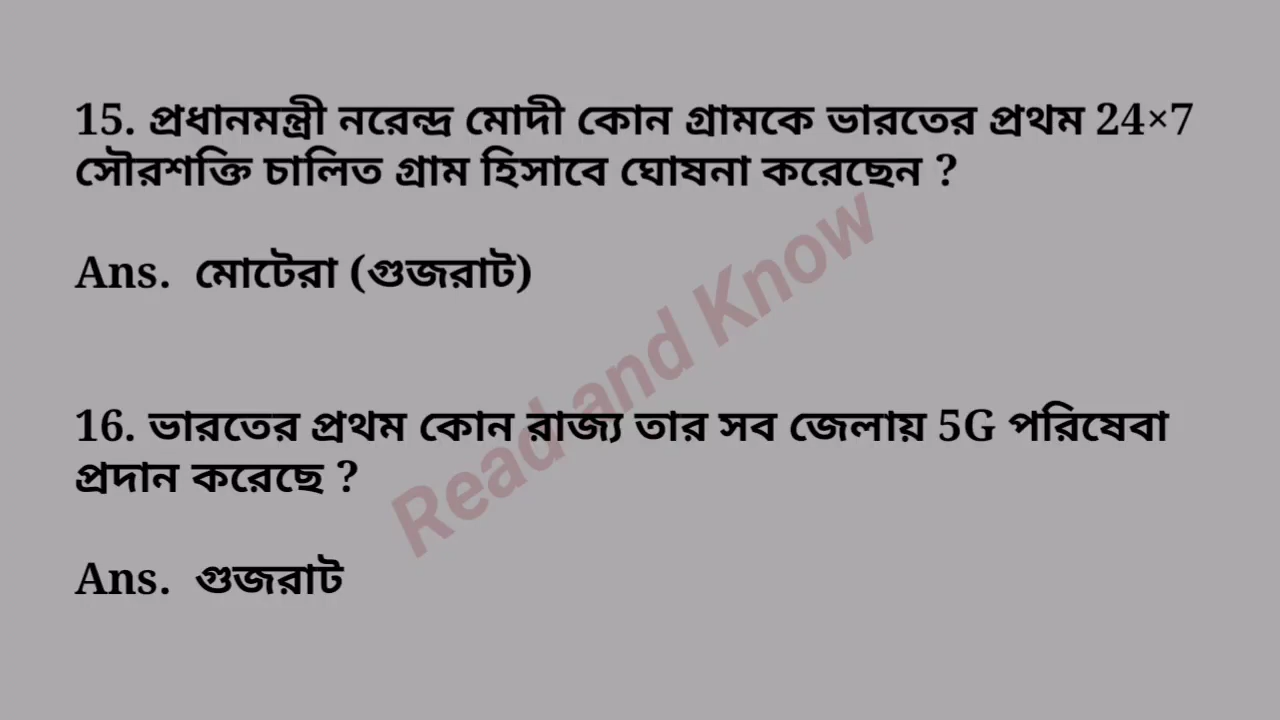 15. প্রধানমন্ত্রী নরেন্দ্র মোদী কোন গ্রামকে ভারতের প্রথম 24×7
সৌরশক্তি চালিত গ্রাম হিসাবে ঘোষনা করেছেন ?
Ans. মোটেরা (গুজরাট)
Read and Know
16. ভারতের প্রথম কোন রাজ্য তার সব জেলায় 5G পরিষেবা
প্রদান করেছে ?
Ans. গুজরাট